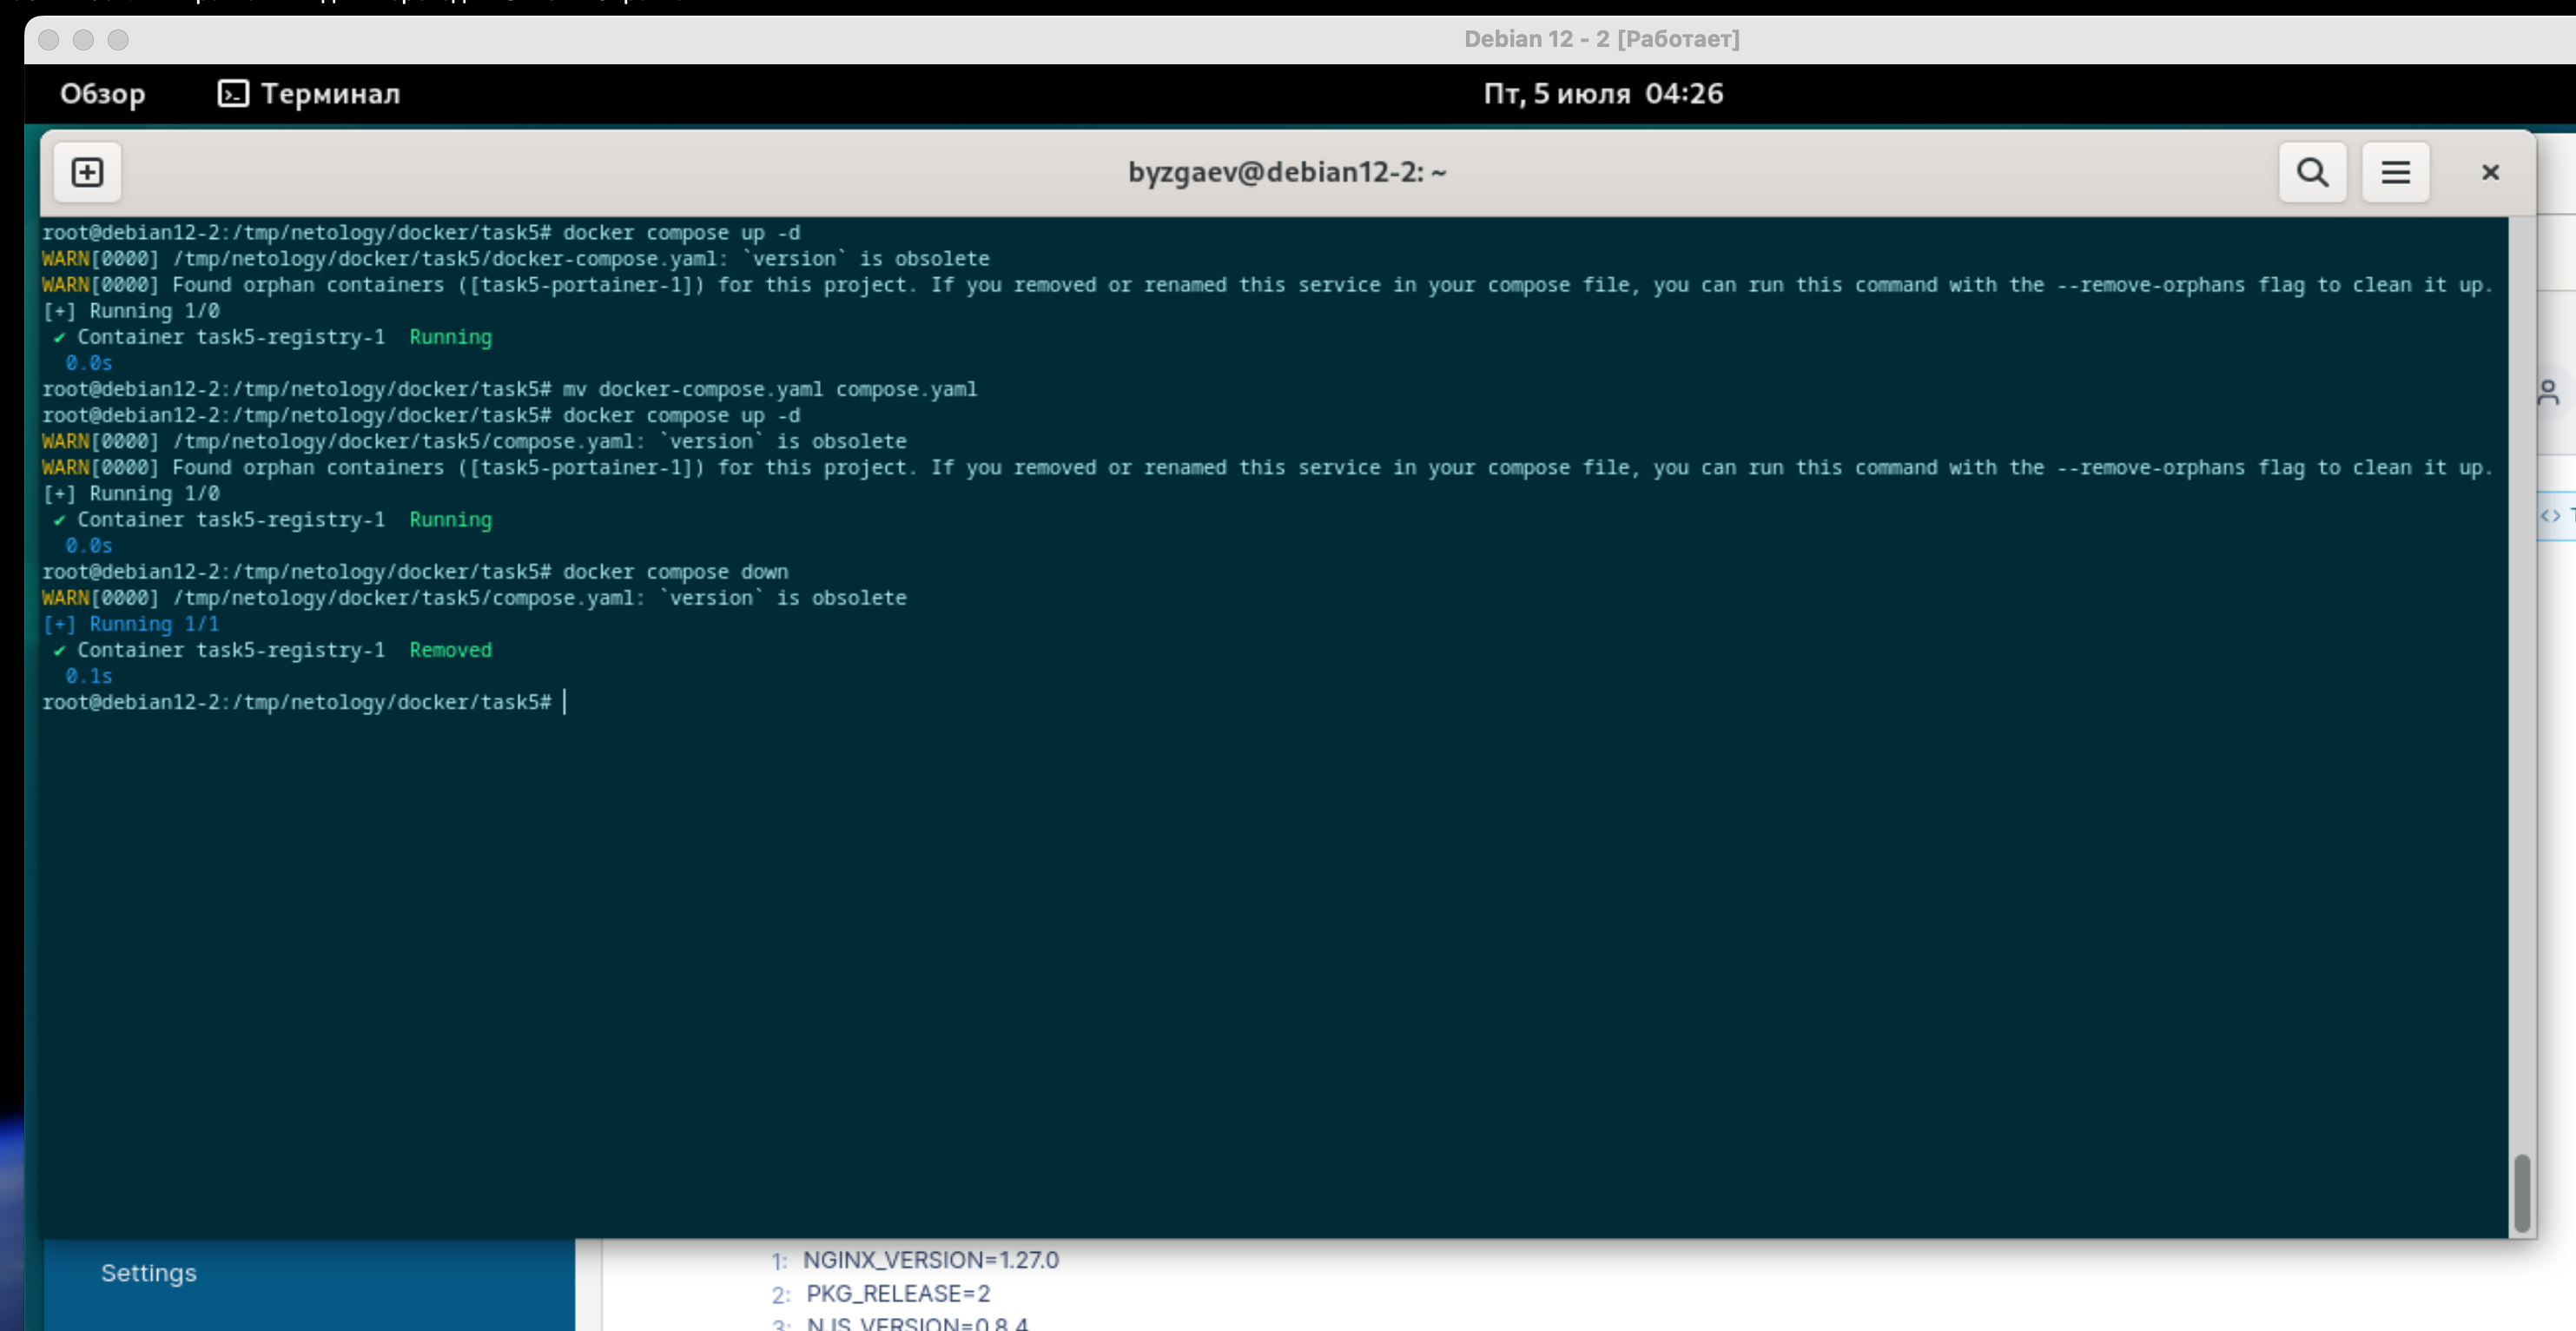 Debian 12 - 2 [Работает]
Обзор Терминал Пт, 5 июля 04:26
byzgaev@debian12-2: ~
root@debian12-2:/tmp/netology/docker/task5# docker compose up -d
WARN[0000] /tmp/netology/docker/task5/docker-compose.yaml: `version` is obsolete
WARN[0000] Found orphan containers ([task5-portainer-1]) for this project. If you removed or renamed this service in your compose file, you can run this command with the --remove-orphans flag to clean it up.
[+] Running 1/0
✔ Container task5-registry-1 Running
0.0s
root@debian12-2:/tmp/netology/docker/task5# mv docker-compose.yaml compose.yaml
root@debian12-2:/tmp/netology/docker/task5# docker compose up -d
WARN[0000] /tmp/netology/docker/task5/compose.yaml: `version` is obsolete
WARN[0000] Found orphan containers ([task5-portainer-1]) for this project. If you removed or renamed this service in your compose file, you can run this command with the --remove-orphans flag to clean it up.
[+] Running 1/0
✔ Container task5-registry-1 Running
0.0s
root@debian12-2:/tmp/netology/docker/task5# docker compose down
WARN[0000] /tmp/netology/docker/task5/compose.yaml: `version` is obsolete
[+] Running 1/1
✔ Container task5-registry-1 Removed
0.1s
root@debian12-2:/tmp/netology/docker/task5#
Settings
1: NGINX_VERSION=1.27.0
2: PKG_RELEASE=2
3: NJS_VERSION=0.8.4